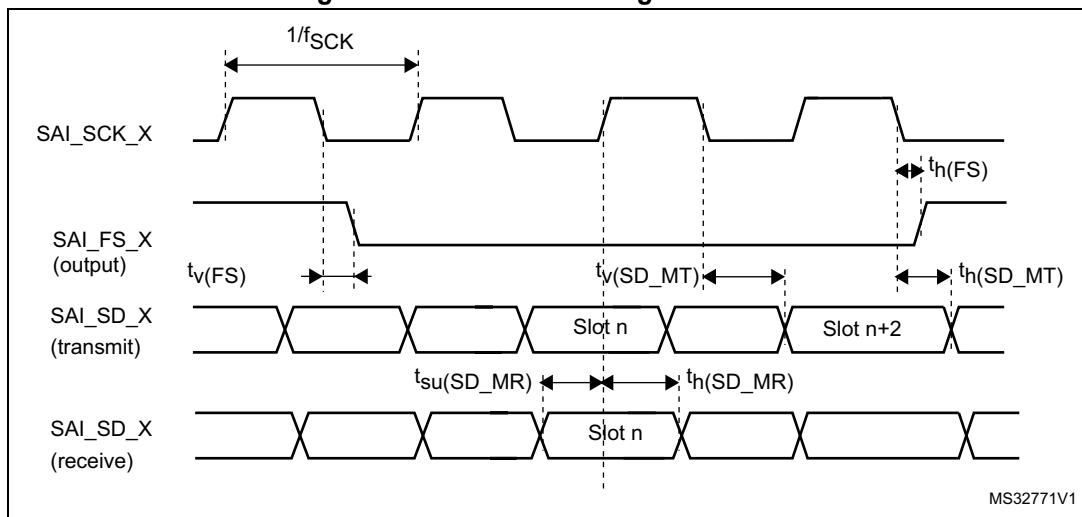 1/fSCK
SAI_SCK_X
th(FS)
SAI_FS_X
(output)
tv(FS)
tv(SD_MT)
th(SD_MT)
SAI_SD_X
(transmit)
Slot n
Slot n+2
tsu(SD_MR)
th(SD_MR)
SAI_SD_X
(receive)
Slot n
MS32771V1